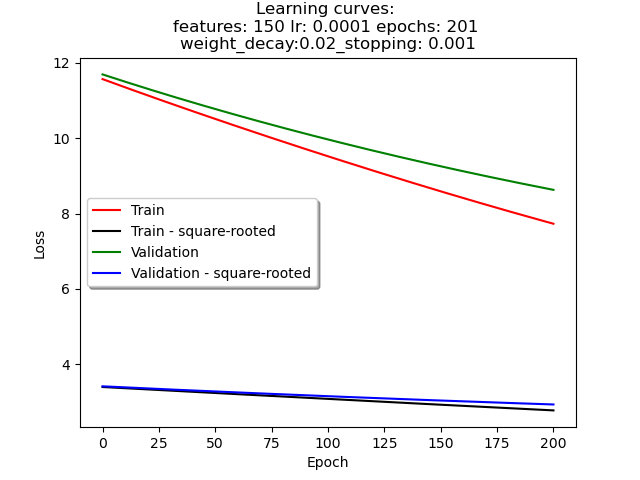 Learning curves:
features: 150 lr: 0.0001 epochs: 201
weight_decay:0.02_stopping: 0.001
12
10
8
6
4
Loss
Train
Train - square-rooted
Validation
Validation - square-rooted
0 25 50 75 100 125 150 175 200
Epoch